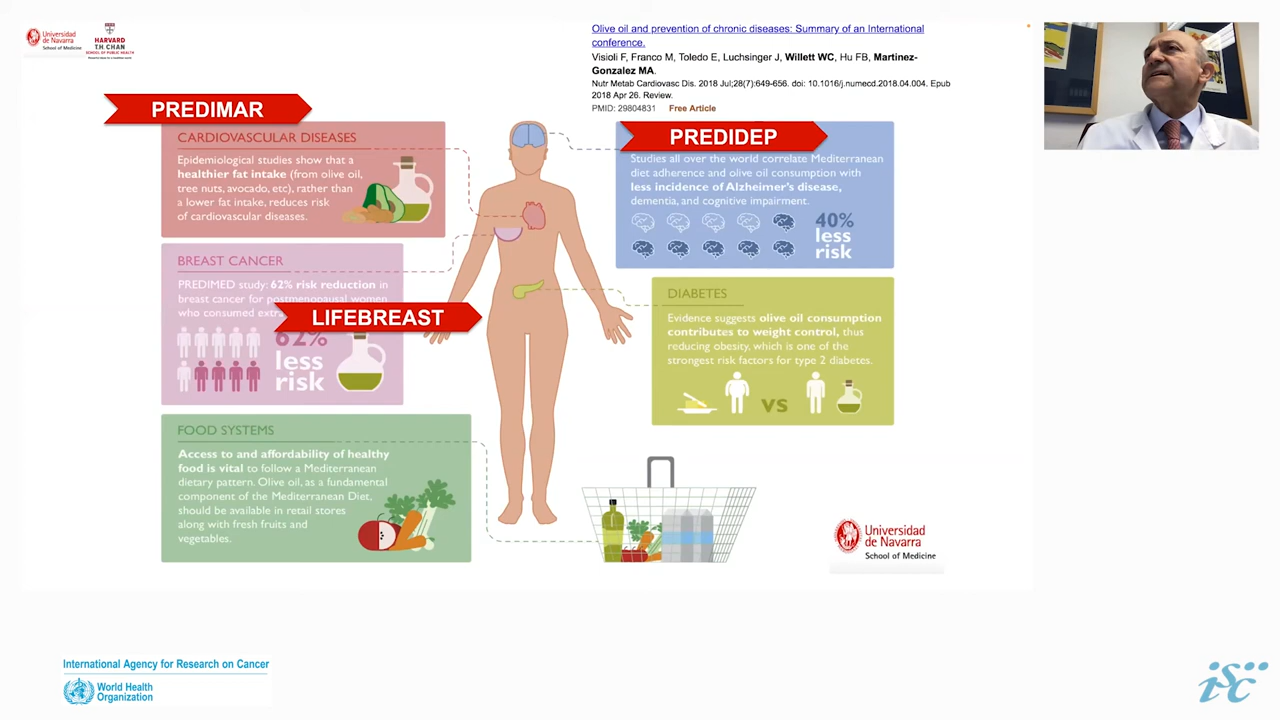 Universidad
de Navarra
School of Medicine
HARVARD
T.H. CHAN
SCHOOL OF PUBLIC HEALTH
Olive oil and prevention of chronic diseases: Summary of an International
conference.
Visioli F, Franco M, Toledo E, Luchsinger J, Willett WC, Hu FB, Martinez-
Gonzalez MA.
Nutr Metab Cardiovasc Dis. 2018 Jul;28(7):649-656. doi: 10.1016/j.numecd.2018.04.004. Epub
2018 Apr 26. Review.
PMID: 29804831 Free Article
PREDIMAR
CARDIOVASCULAR DISEASES
Epidemiological studies show that a
healthier fat intake (from olive oil,
tree nuts, avocado, etc), rather than
a lower fat intake, reduces risk
of cardiovascular diseases.
PREDIDEP
Studies all over the world correlate Mediterranean
diet adherence and olive oil consumption with
less incidence of Alzheimer's disease,
dementia, and cognitive impairment.
40%
less
risk
BREAST CANCER
PREDIMED study: 62% risk reduction in
breast cancer for postmenopausal women
who consumed extra
LIFEBREAST
62%
less
risk
DIABETES
Evidence suggests olive oil consumption
contributes to weight control, thus
reducing obesity, which is one of the
strongest risk factors for type 2 diabetes.
VS
FOOD SYSTEMS
Access to and affordability of healthy
food is vital to follow a Mediterranean
dietary pattern. Olive oil, as a fundamental
component of the Mediterranean Diet,
should be available in retail stores
along with fresh fruits and
vegetables.
Universidad
de Navarra
School of Medicine
International Agency for Research on Cancer
World Health
Organization
isc